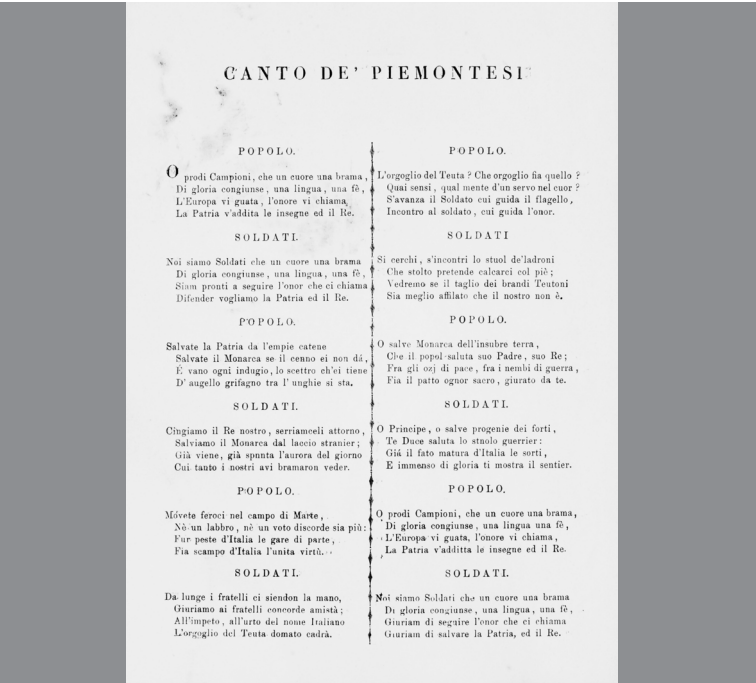 CANTO DE' PIEMONTESI
POPOLO.
O prodi Campioni, che un cuore una brama,
Di gloria congiunse, una lingua, una fè,
L'Europa vi guata, l'onore vi chiama,
La Patria v'addita le insegne ed il Re.
SOLDATI.
Noi siamo Soldati che un cuore una brama
Di gloria congiunse, una lingua, una fè,
Siam pronti a seguire l'onor che ci chiama
Difender vogliamo la Patria ed il Re.
POPOLO.
Salvate la Patria da l'empie catene
Salvate il Monarca se il cenno ei non dá,
É vano ogni indugio, lo scettro ch'ei tiene
D' augello grifagno tra l' unghie si sta.
SOLDATI.
Cingiamo il Re nostro, serriamceli attorno,
Salviamo il Monarca dal laccio stranier;
Già viene, già spunta l'aurora del giorno
Cui tanto i nostri avi bramaron veder.
POPOLO.
Movete feroci nel campo di Marte,
Nè un labbro, nè un voto discorde sia più:
Fur peste d'Italia le gare di parte,
Fia scampo d'Italia l'unita virtù.
SOLDATI.
Da lunge i fratelli ci siendon la mano,
Giuriamo ai fratelli concorde amistà;
All'impeto, all'urto del nome Italiano
L'orgoglio del Teuta domato cadrà.
POPOLO.
L'orgoglio del Teuta? Che orgoglio fia quello?
Quai sensi, qual mente d'un servo nel cuor?
S'avanza il Soldato cui guida il flagello,
Incontro al soldato, cui guida l'onor.
SOLDATI
Si cerchi, s'incontri lo stuol de'ladroni
Che stolto pretende calcarci col piè;
Vedremo se il taglio dei brandi Teutoni
Sia meglio affilato che il nostro non è.
POPOLO.
O salve Monarca dell'insubre terra,
Che il popol saluta suo Padre, suo Re;
Fra gli ozj di pace, fra i nembi di guerra,
Fia il patto ognor sacro, giurato da te.
SOLDATI.
O Principe, o salve progenie dei forti,
Te Duce saluta lo stnolo guerrier:
Giá il fato matura d'Italia le sorti,
E immenso di gloria ti mostra il sentier.
POPOLO.
O prodi Campioni, che un cuore una brama,
Di gloria congiunse, una lingua una fè,
L'Europa vi guata, l'onore vi chiama,
La Patria v'additta le insegne ed il Re.
SOLDATI.
Noi siamo Soldati che un cuore una brama
Di gloria congiunse, una lingua, una fè,
Giuriam di seguire l'onor che ci chiama
Giuriam di salvare la Patria, ed il Re.